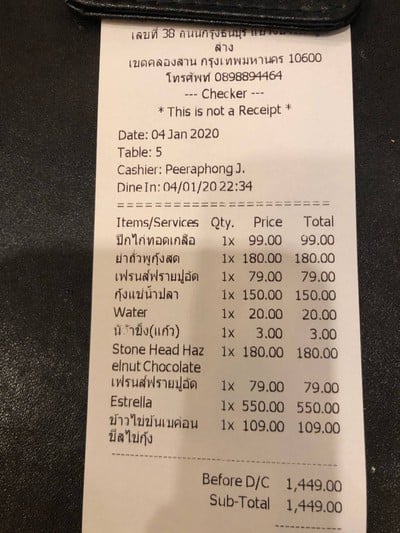 เลขที่ 38 ถนนกรุงธนบุรี
ล่าง
เขตคลองสาน กรุงเทพมหานคร 10600
โทรศัพท์ 0898894464
--- Checker ---
* This is not a Receipt *
Date: 04 Jan 2020
Table: 5
Cashier: Peeraphong J.
Dine In: 04/01/20 22:34
Items/Services Qty. Price Total
ปีกไก่ทอดเกลือ 1x 99.00 99.00
ยำถั่วพูกุ้งสด 1x 180.00 180.00
เฟรนส์ฟรายปูอัด 1x 79.00 79.00
กุ้งแช่น้ำปลา 1x 150.00 150.00
Water 1x 20.00 20.00
น้ำแข็ง(แก้ว) 1x 3.00 3.00
Stone Head Haz 1x 180.00 180.00
elnut Chocolate
เฟรนส์ฟรายปูอัด 1x 79.00 79.00
Estrella 1x 550.00 550.00
ข้าวไข่ข้นเบค่อน 1x 109.00 109.00
ชีสไข่กุ้ง
Before D/C 1,449.00
Sub-Total 1,449.00